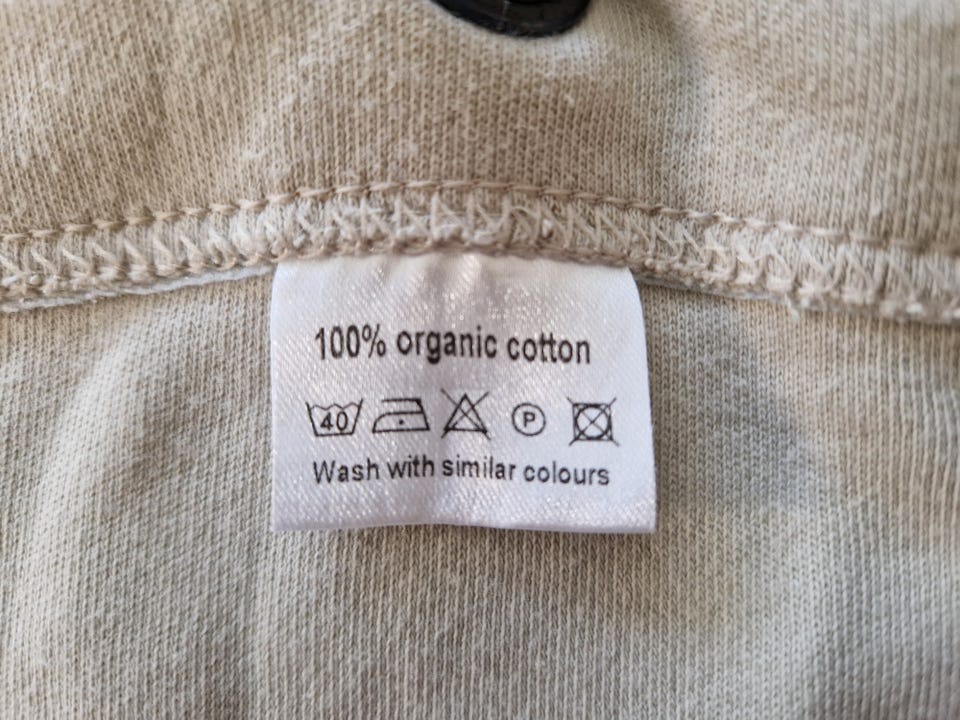 100% organic cotton
40 P
Wash with similar colours